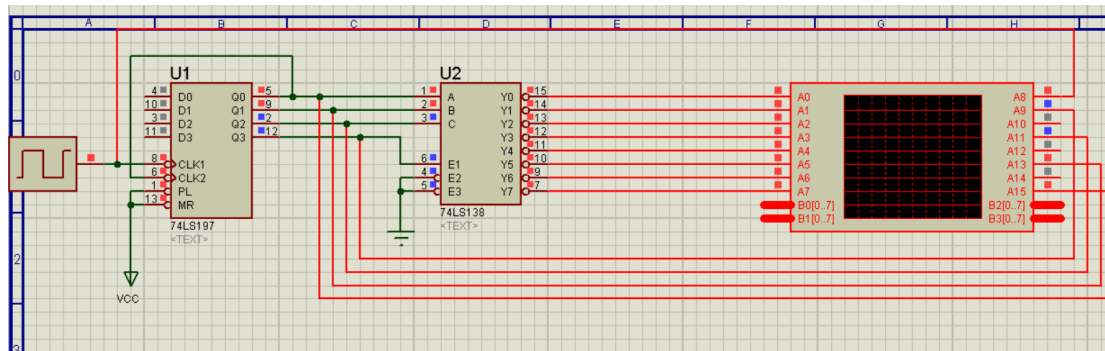 A B C D E F G H
0
2
3
U1
4 D0 Q0 5
10 D1 Q1 9
3 D2 Q2 2
11 D3 Q3 12
8 CLK1
6 CLK2
1 PL
13 MR
74LS197
<TEXT>
VCC
U2
1 A Y0 15
2 B Y1 14
3 C Y2 13
Y3 12
Y4 11
6 E1 Y5 10
4 E2 Y6 9
5 E3 Y7 7
74LS138
<TEXT>
A0 A8
A1 A9
A2 A10
A3 A11
A4 A12
A5 A13
A6 A14
A7 A15
B0[0..7] B2[0..7]
B1[0..7] B3[0..7]